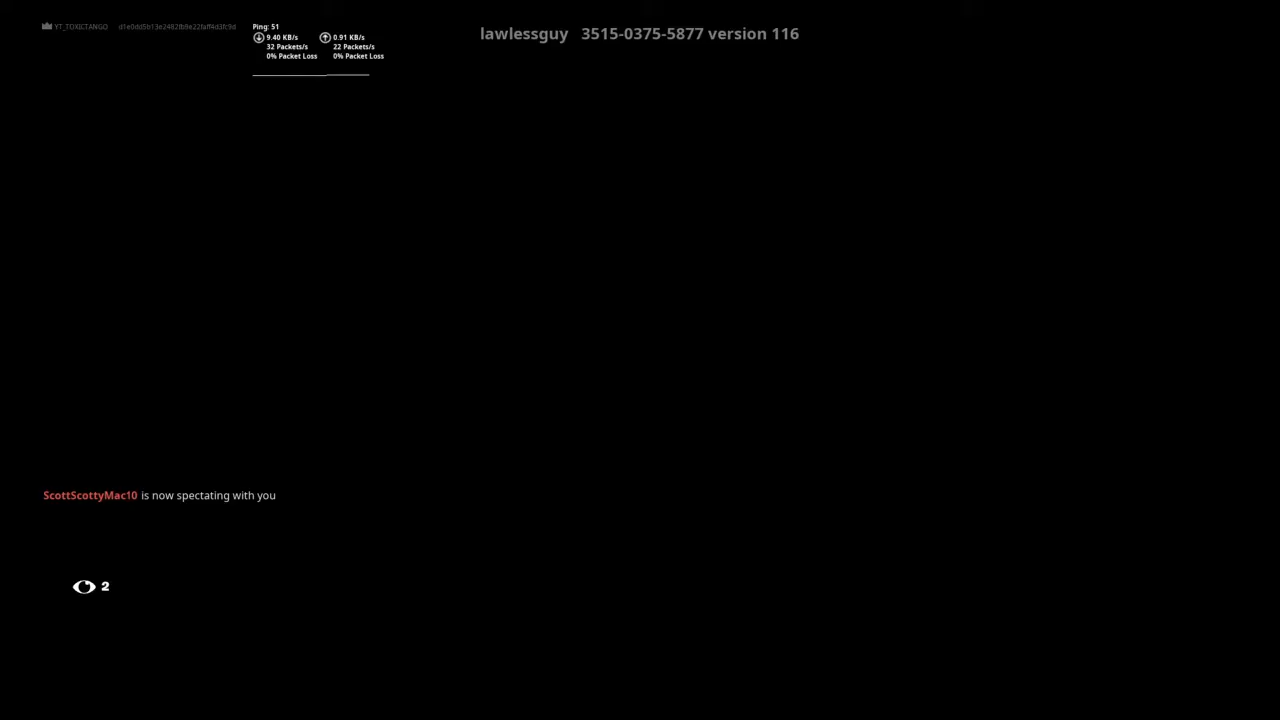 YT_TOXICTANGO
Ping: 51
9.40 KB/s 0.91 KB/s
32 Packets/s 22 Packets/s
0% Packet Loss 0% Packet Loss
lawlessguy 3515-0375-5877 version 116
ScottScottyMac10 is now spectating with you
2